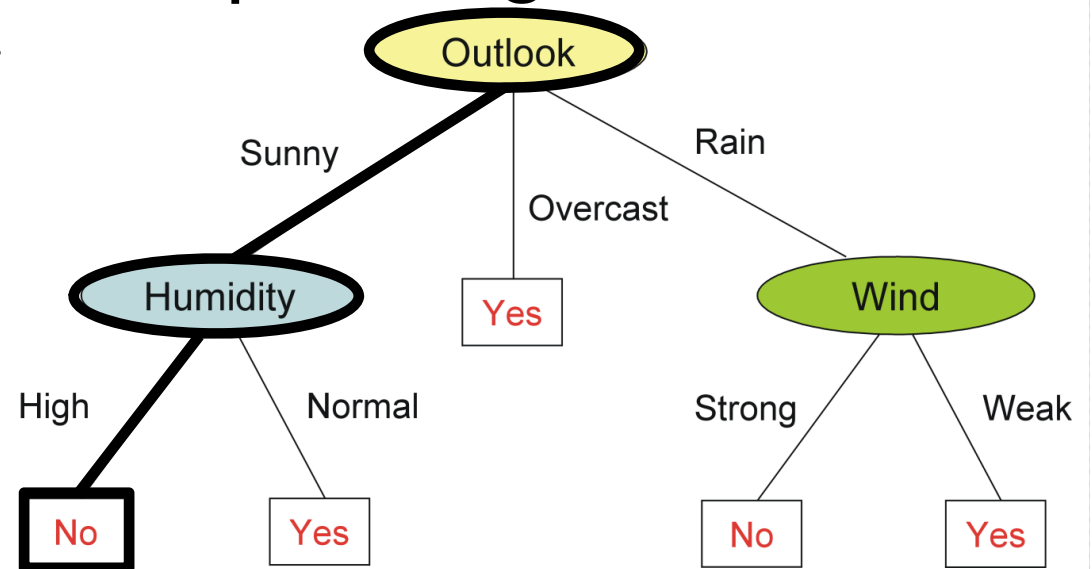 Outlook
Sunny
Rain
Overcast
Humidity
Yes
Wind
High
Normal
Strong
Weak
No
Yes
No
Yes